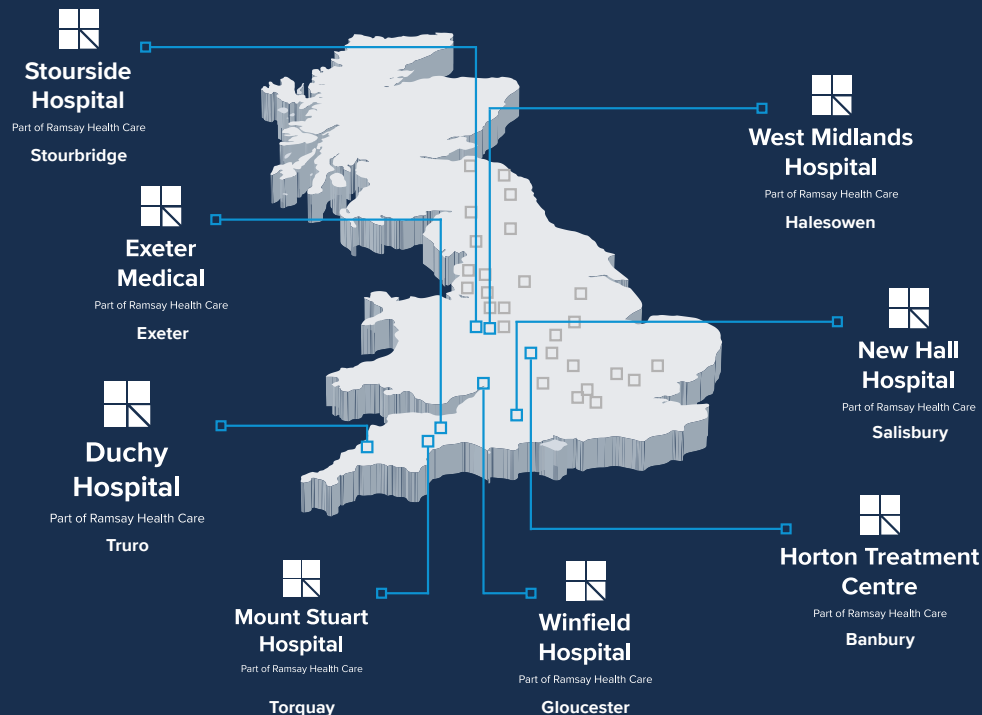 Stourside
Hospital
Part of Ramsay Health Care
Stourbridge
West Midlands
Hospital
Part of Ramsay Health Care
Halesowen
Exeter
Medical
Part of Ramsay Health Care
Exeter
New Hall
Hospital
Part of Ramsay Health Care
Salisbury
Duchy
Hospital
Part of Ramsay Health Care
Truro
Horton Treatment
Centre
Part of Ramsay Health Care
Banbury
Mount Stuart
Hospital
Part of Ramsay Health Care
Torquay
Winfield
Hospital
Part of Ramsay Health Care
Gloucester